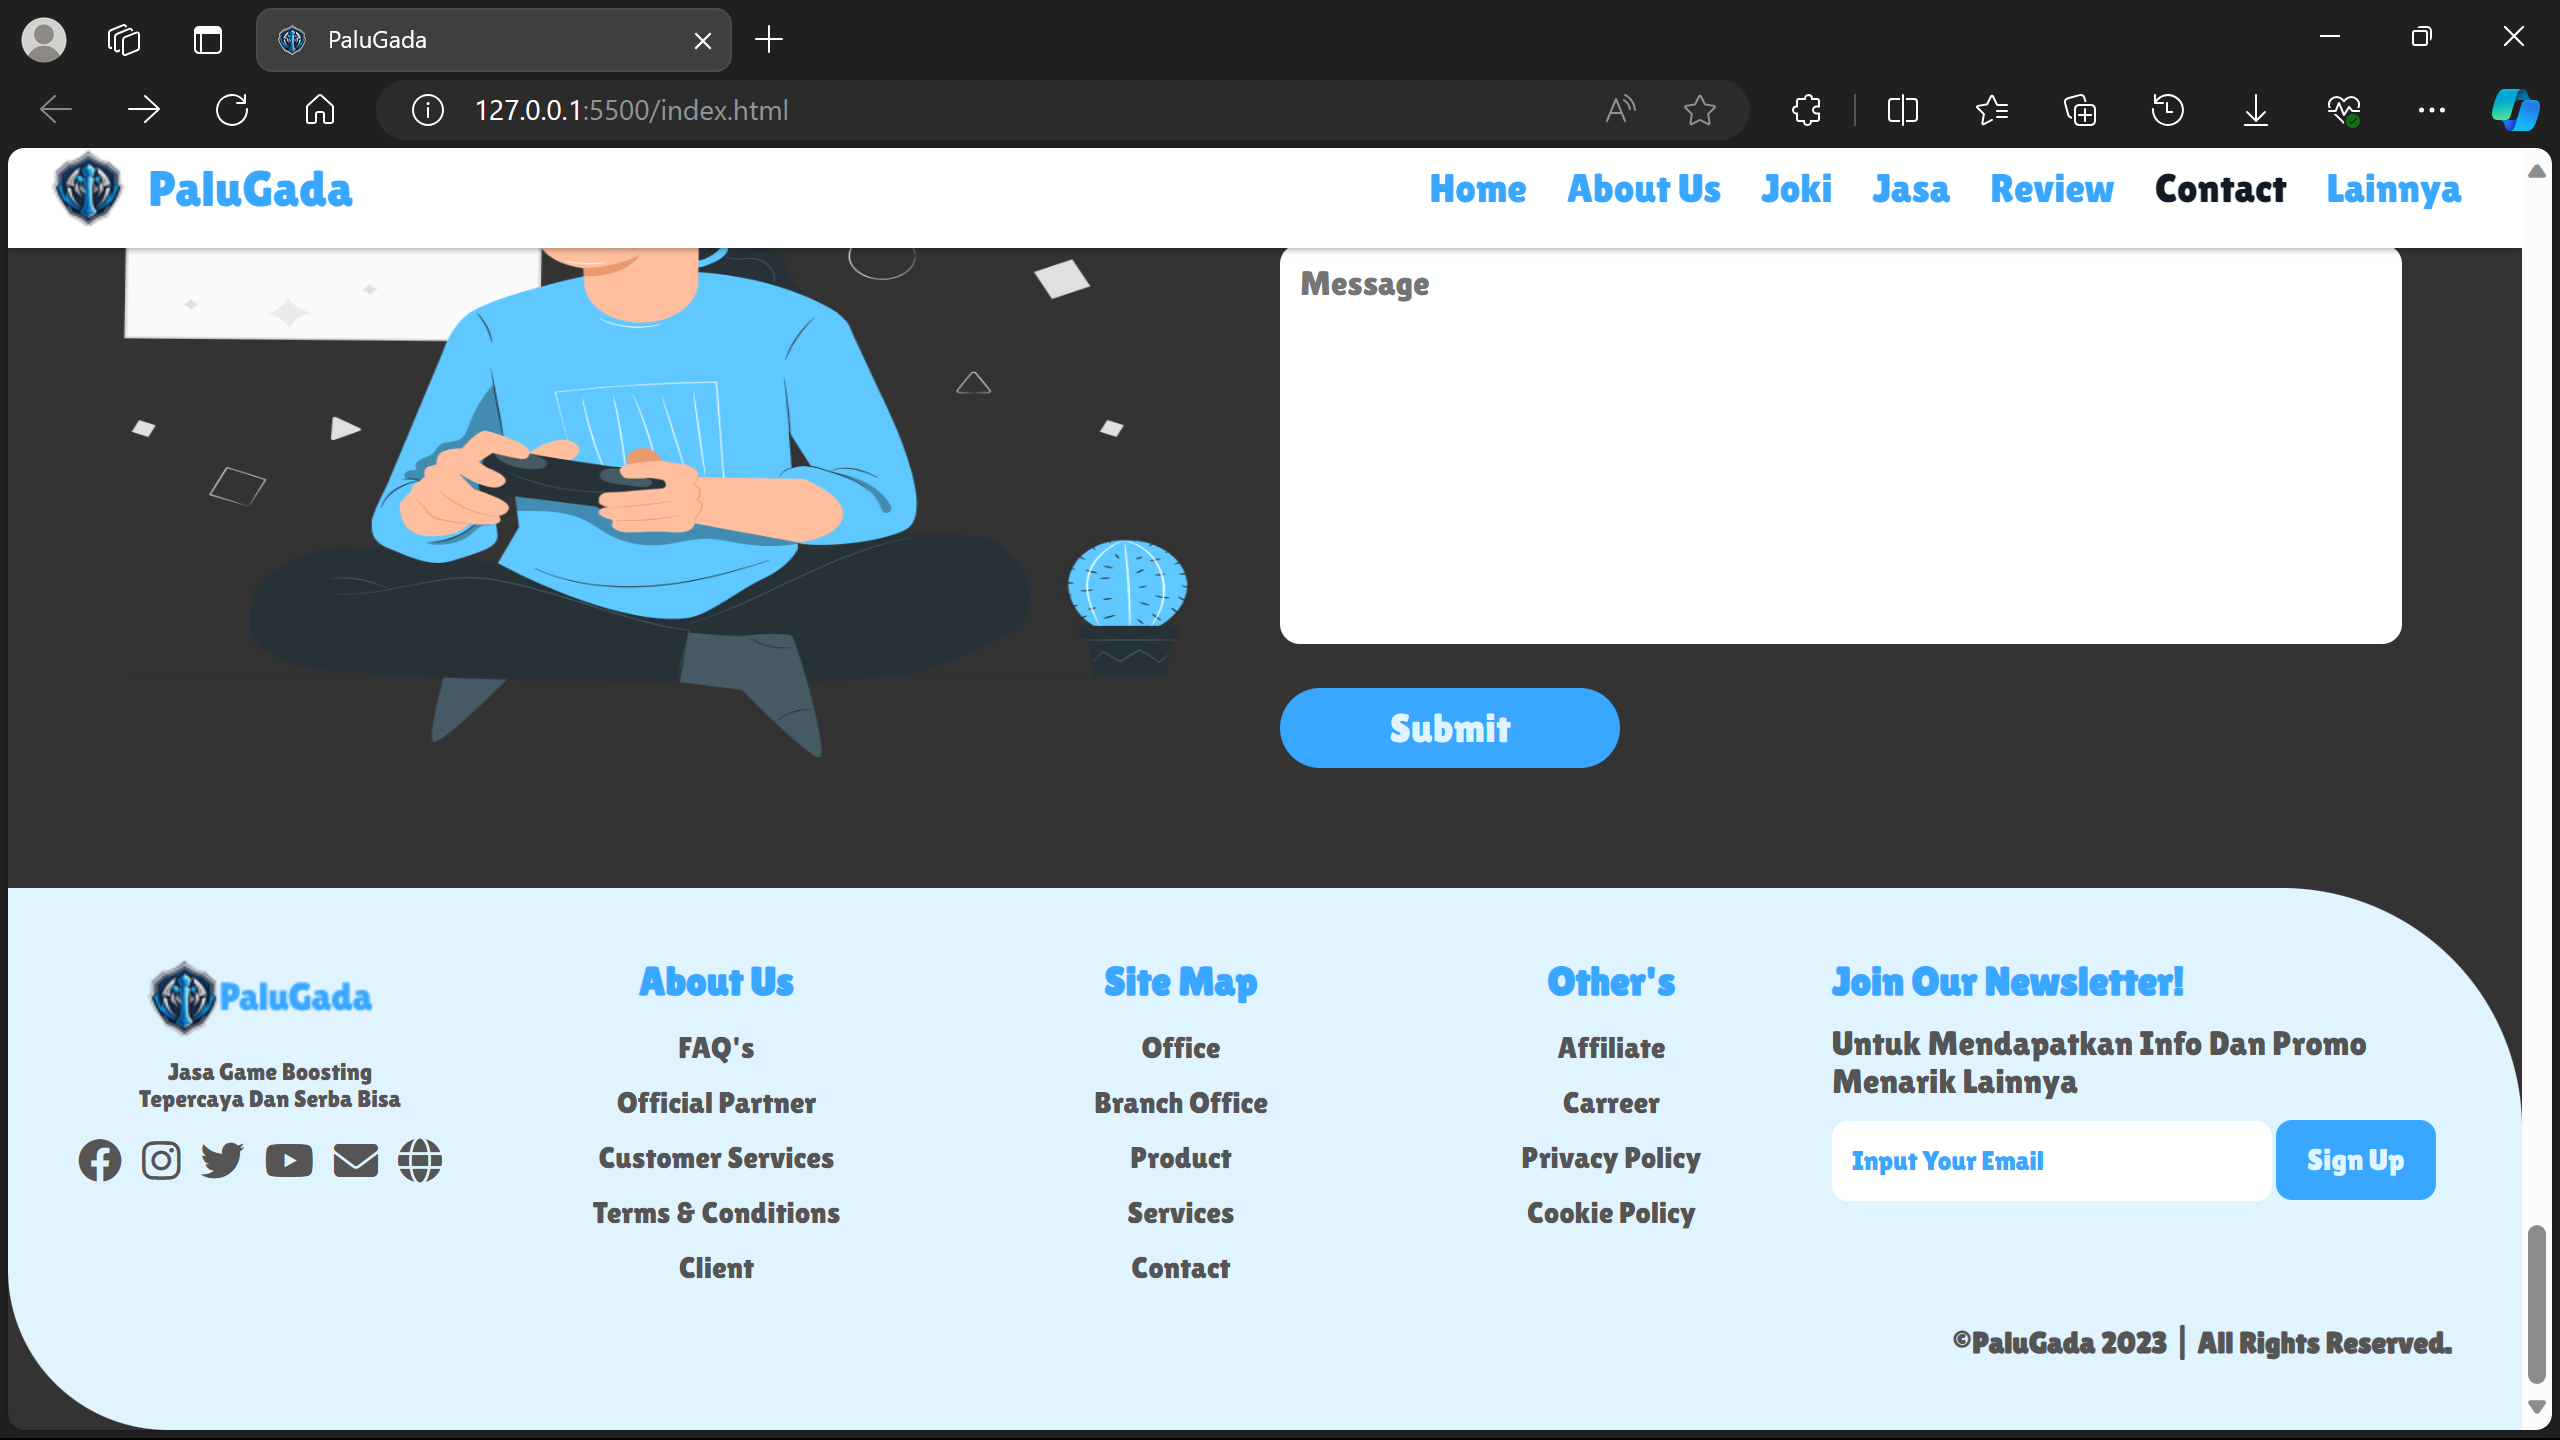 PaluGada
127.0.0.1:5500/index.html
PaluGada
Home About Us Joki Jasa Review Contact Lainnya
Message
Submit
PaluGada
Jasa Game Boosting
Tepercaya Dan Serba Bisa
About Us
FAQ's
Official Partner
Customer Services
Terms & Conditions
Client
Site Map
Office
Branch Office
Product
Services
Contact
Other's
Affiliate
Carreer
Privacy Policy
Cookie Policy
Join Our Newsletter!
Untuk Mendapatkan Info Dan Promo
Menarik Lainnya
Input Your Email
Sign Up
©PaluGada 2023 | All Rights Reserved.